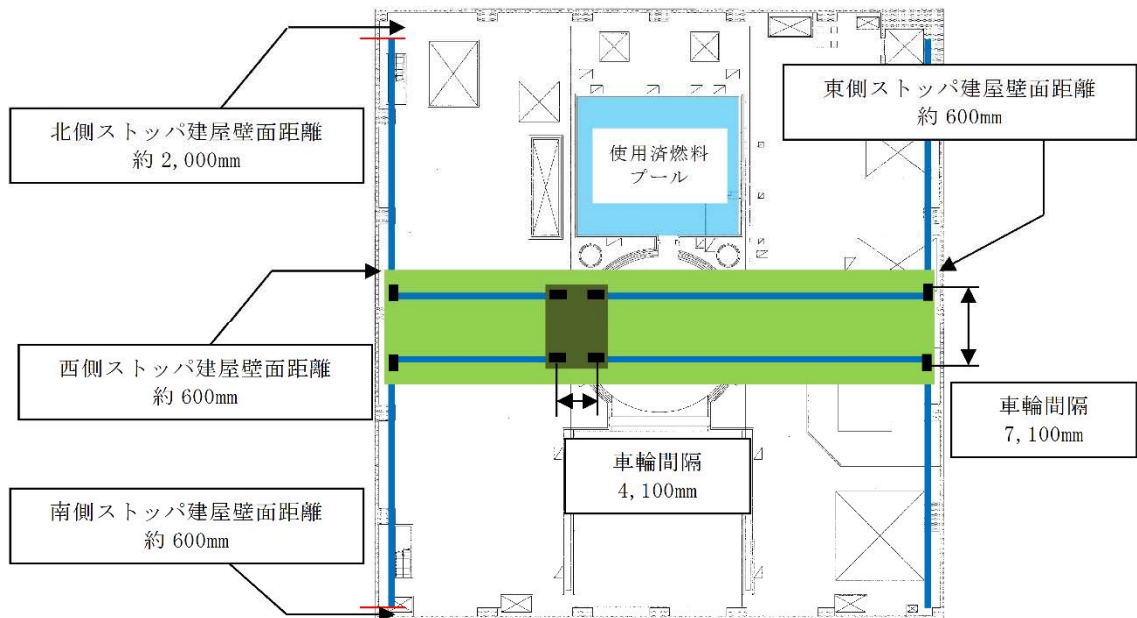 北側ストッパ建屋壁面距離
約 2,000mm
東側ストッパ建屋壁面距離
約 600mm
使用済燃料
プール
西側ストッパ建屋壁面距離
約 600mm
車輪間隔
7,100mm
車輪間隔
4,100mm
南側ストッパ建屋壁面距離
約 600mm